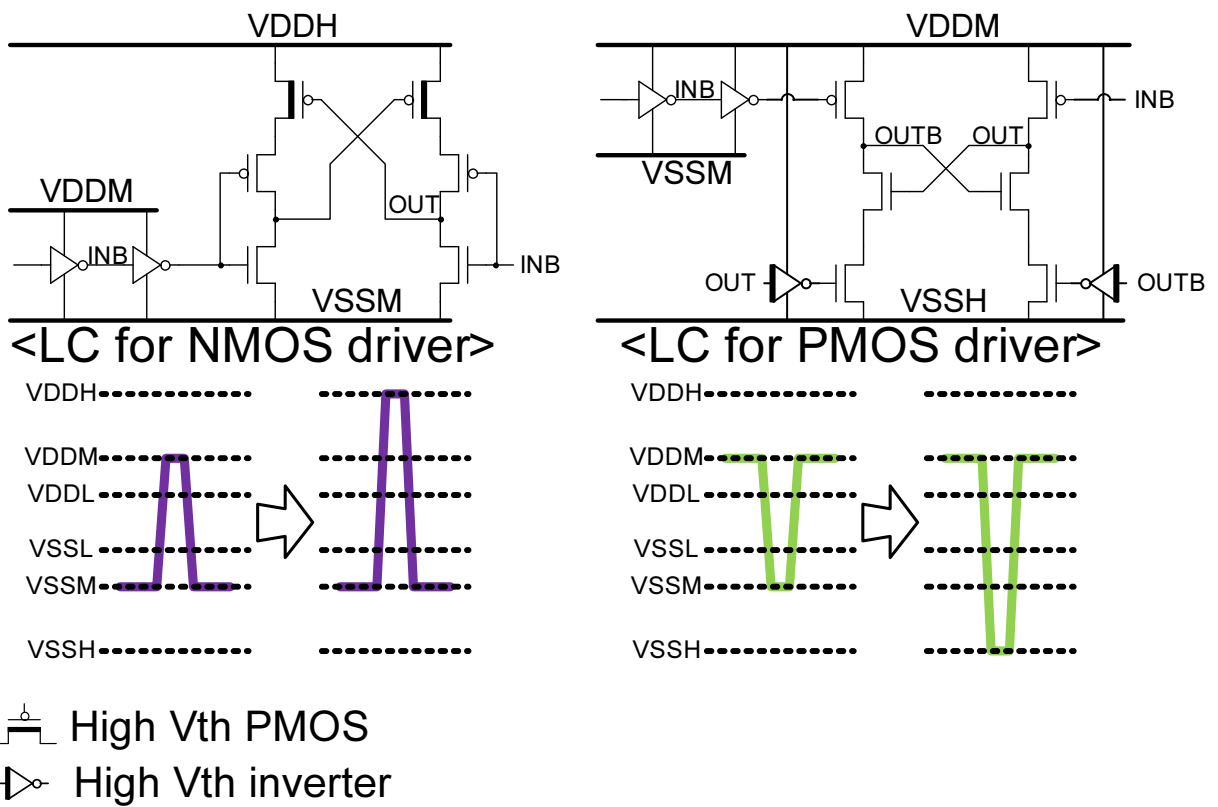 VDDH
VDDM
INB
OUT
INB
VSSM
<LC for NMOS driver>
VDDM
INB
INB
VSSM
OUTB
OUT
OUT
VSSH
OUTB
<LC for PMOS driver>
VDDH
VDDM
VDDL
VSSL
VSSM
VSSH
VDDH
VDDM
VDDL
VSSL
VSSM
VSSH
High Vth PMOS
High Vth inverter